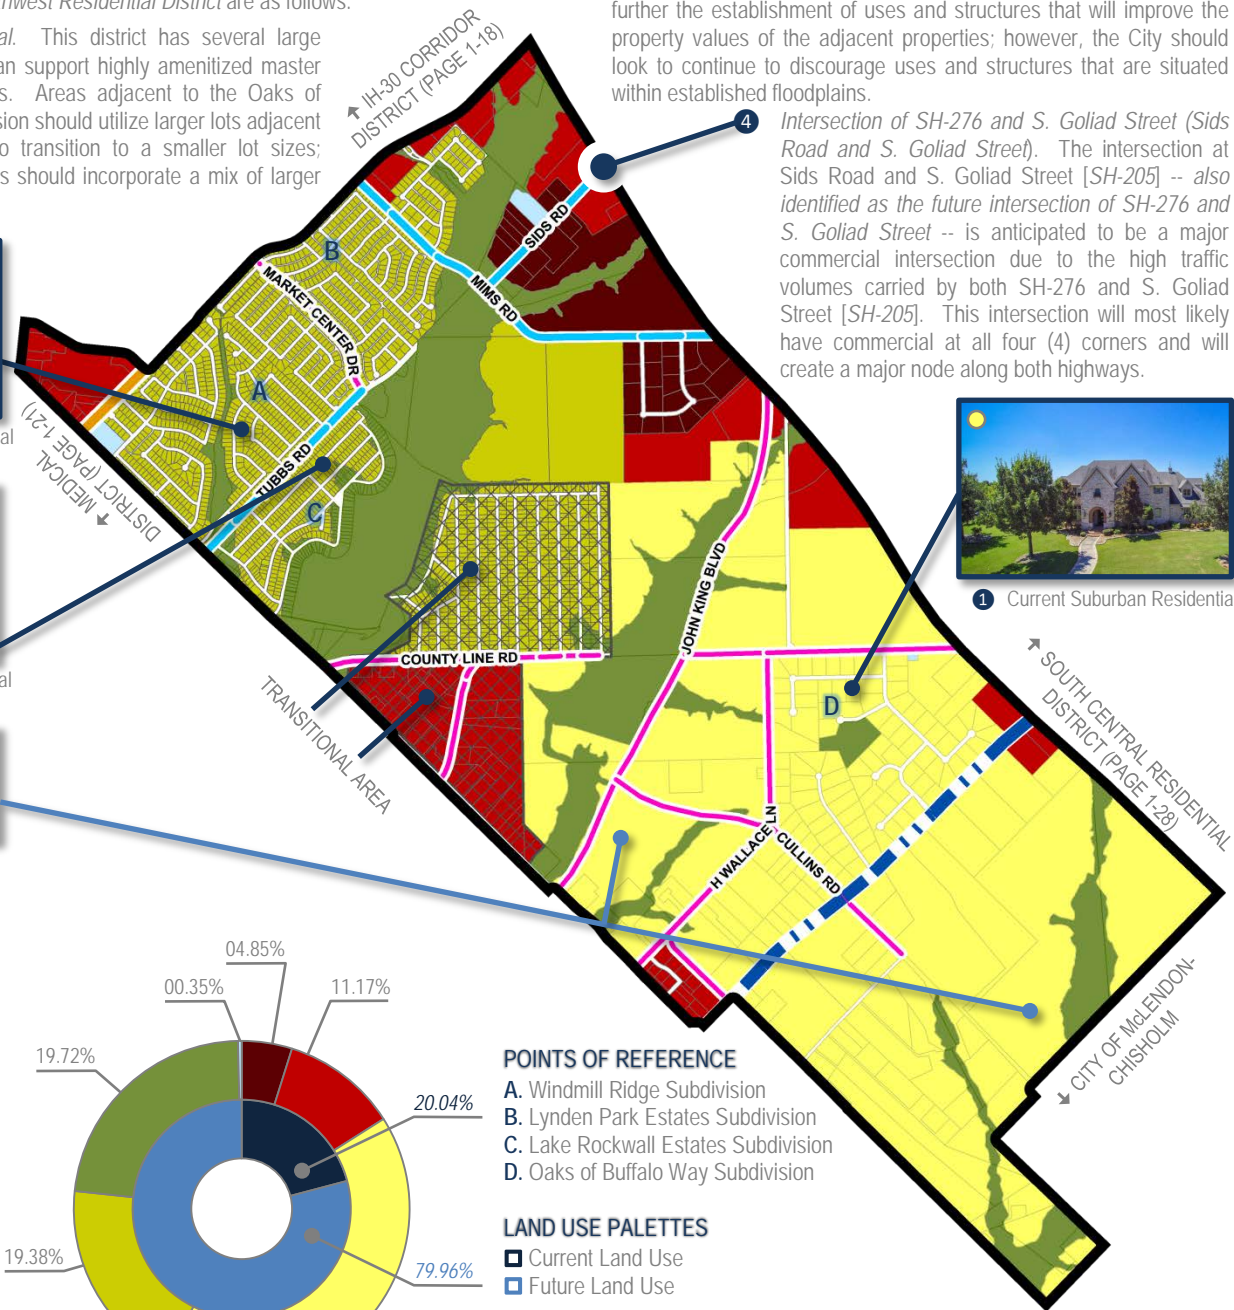 nwest Residential District are as follows.
al. This district has several large
an support highly amenitized master
s. Areas adjacent to the Oaks of
sion should utilize larger lots adjacent
o transition to a smaller lot sizes;
s should incorporate a mix of larger
further the establishment of uses and structures that will improve the
property values of the adjacent properties; however, the City should
look to continue to discourage uses and structures that are situated
within established floodplains.
4
Intersection of SH-276 and S. Goliad Street (Sids
Road and S. Goliad Street). The intersection at
Sids Road and S. Goliad Street [SH-205] -- also
identified as the future intersection of SH-276 and
S. Goliad Street -- is anticipated to be a major
commercial intersection due to the high traffic
volumes carried by both SH-276 and S. Goliad
Street [SH-205]. This intersection will most likely
have commercial at all four (4) corners and will
create a major node along both highways.
IH-30 CORRIDOR
DISTRICT (PAGE 1-18)
B
SIDS RD
MIMS RD
MARKET CENTER DR
A
TUBBS RD
C
al
MEDICAL
DISTRICT (PAGE 1-21)
al
JOHN KING BLVD
COUNTY LINE RD
TRANSITIONAL AREA
D
1 Current Suburban Residentia
SOUTH CENTRAL RESIDENTIAL
DISTRICT (PAGE 1-28)
H WALLACE LN
CULLINS RD
CITY OF McLENDON-
CHISHOLM
04.85%
00.35%
11.17%
19.72%
20.04%
19.38%
79.96%
POINTS OF REFERENCE
A. Windmill Ridge Subdivision
B. Lynden Park Estates Subdivision
C. Lake Rockwall Estates Subdivision
D. Oaks of Buffalo Way Subdivision
LAND USE PALETTES
Current Land Use
Future Land Use